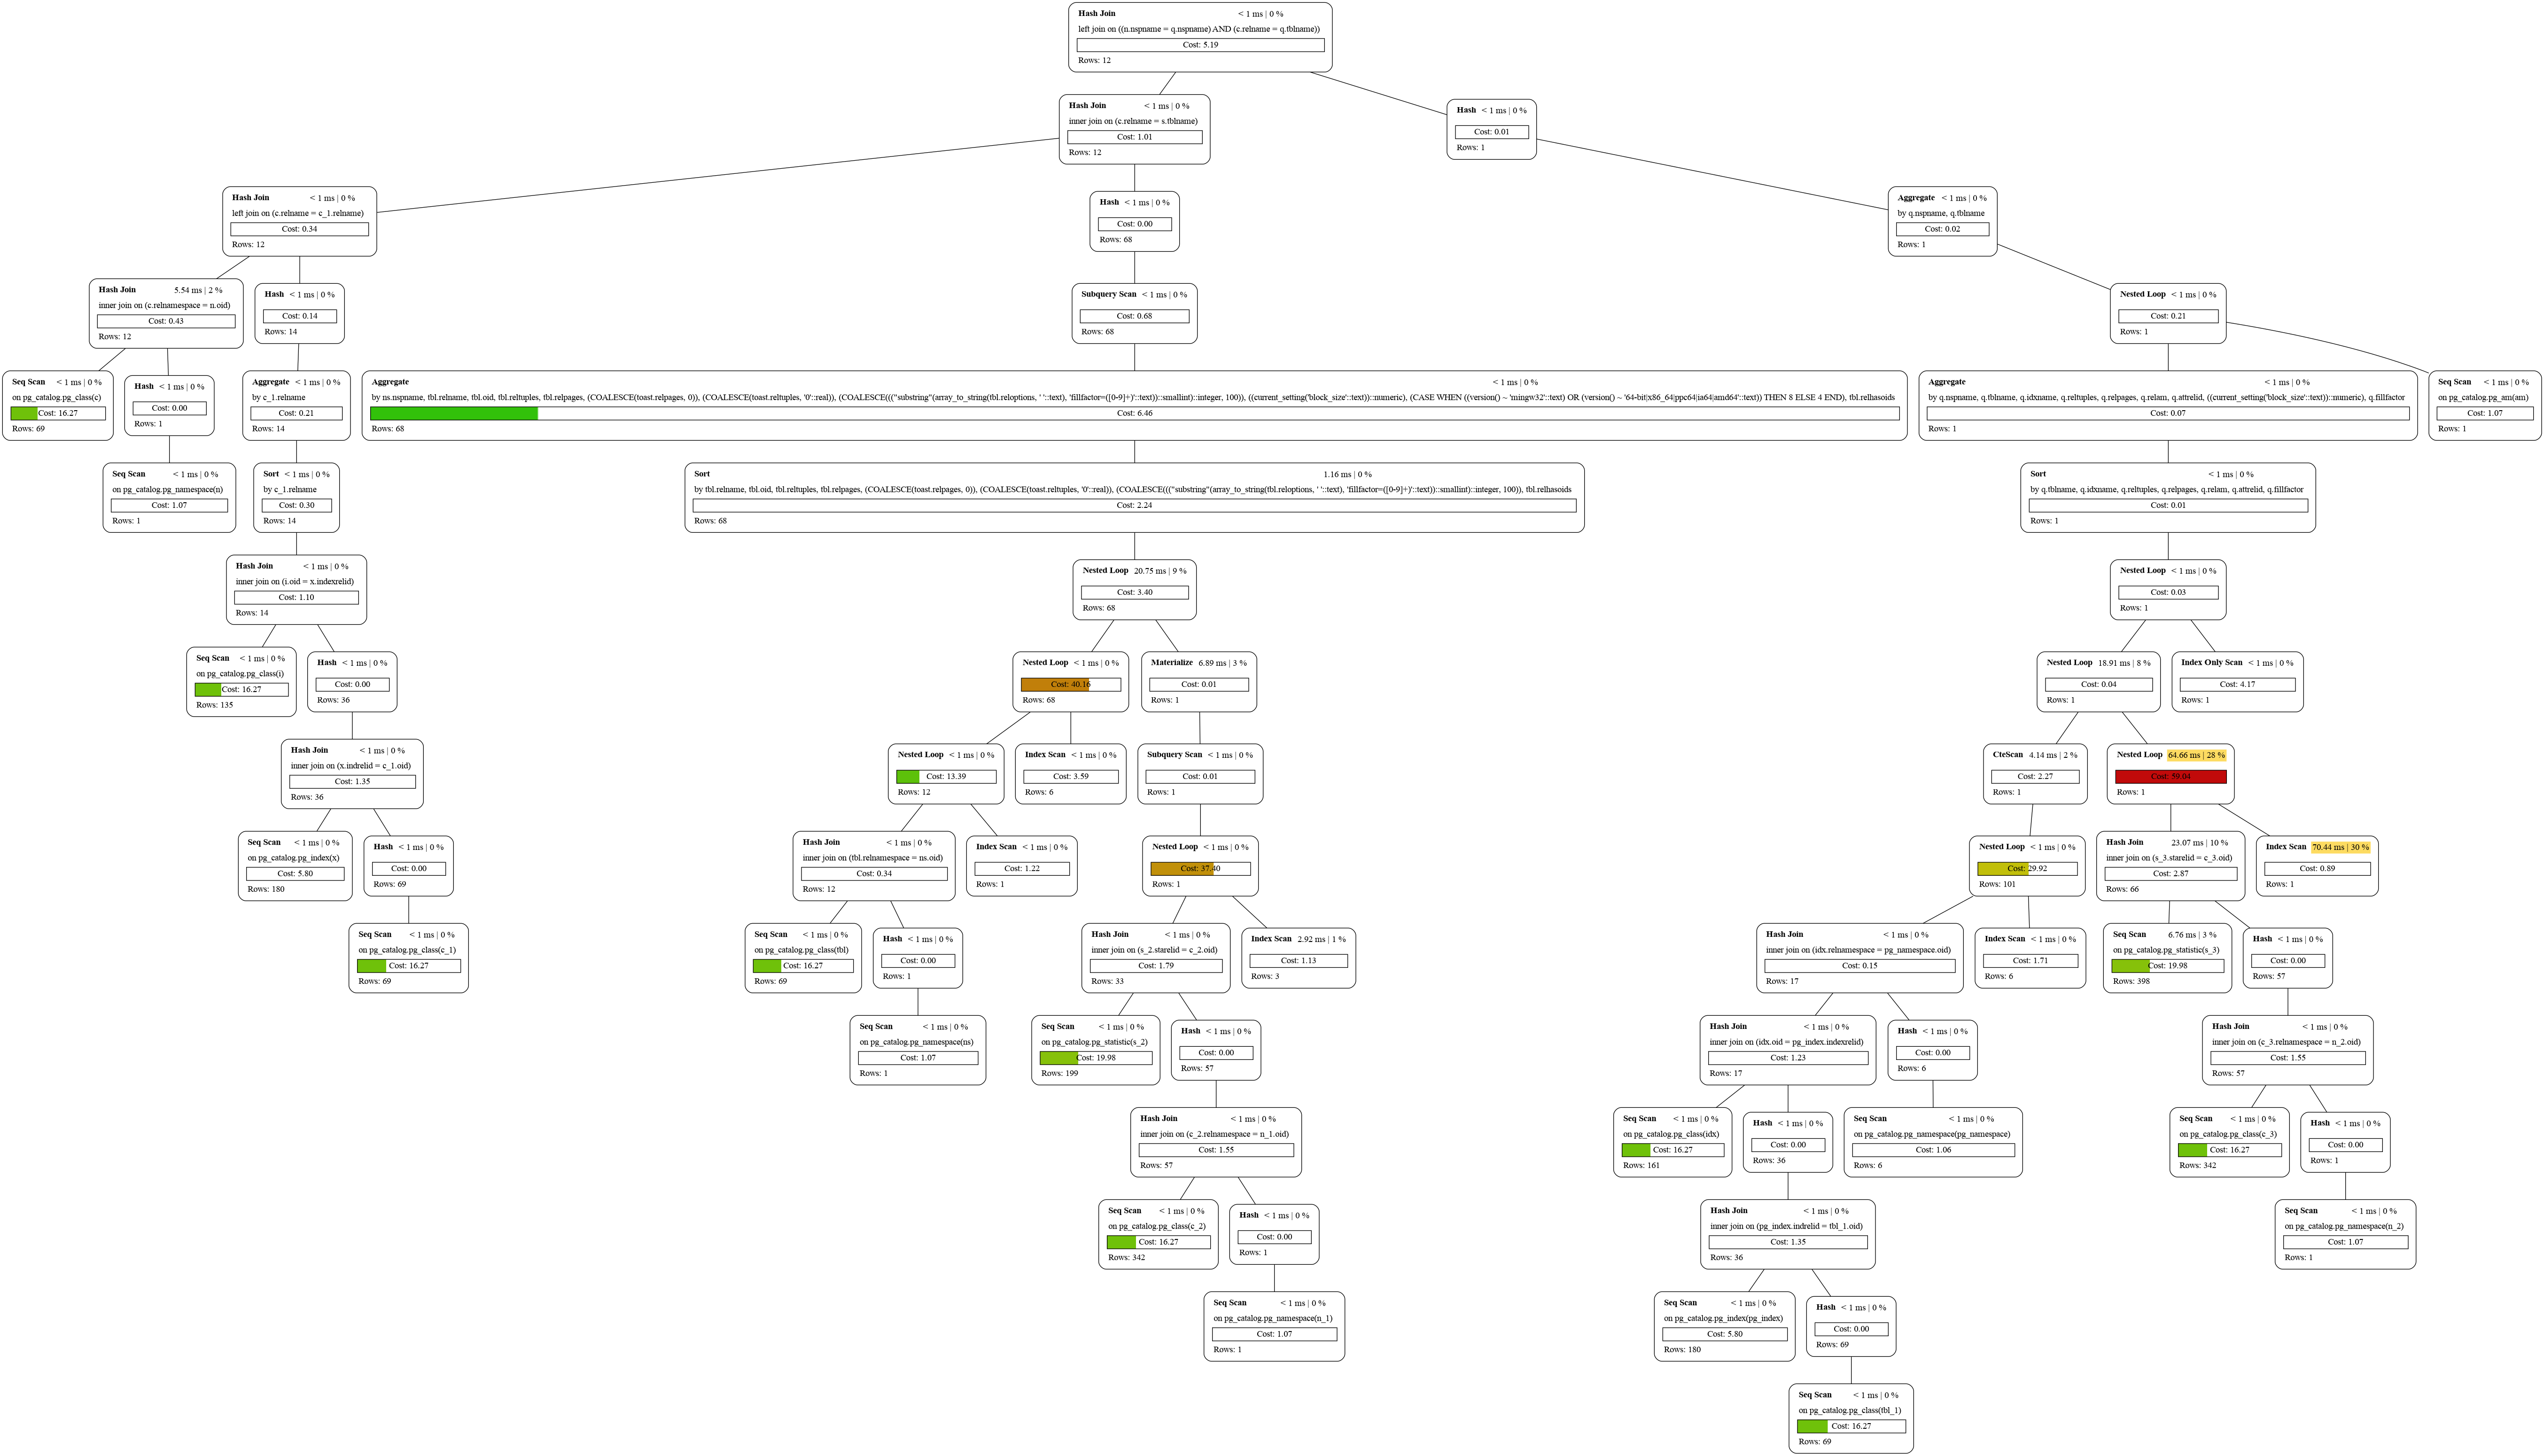 Hash Join < 1 ms | 0 %
left join on ((n.nspname = q.nspname) AND (c.relname = q.tblname))
Cost: 5.19
Rows: 12
Hash Join < 1 ms | 0 %
inner join on (c.relname = s.tblname)
Cost: 1.01
Rows: 12
Hash < 1 ms | 0 %
Cost: 0.01
Rows: 1
Hash Join < 1 ms | 0 %
left join on (c.relname = c_1.relname)
Cost: 0.34
Rows: 12
Hash < 1 ms | 0 %
Cost: 0.00
Rows: 68
Aggregate < 1 ms | 0 %
by q.nspname, q.tblname
Cost: 0.02
Rows: 1
Hash Join 5.54 ms | 2 %
inner join on (c.relnamespace = n.oid)
Cost: 0.43
Rows: 12
Hash < 1 ms | 0 %
Cost: 0.14
Rows: 14
Subquery Scan < 1 ms | 0 %
Cost: 0.68
Rows: 68
Nested Loop < 1 ms | 0 %
Cost: 0.21
Rows: 1
Seq Scan < 1 ms | 0 %
on pg_catalog.pg_class(c)
Cost: 16.27
Rows: 69
Hash < 1 ms | 0 %
Cost: 0.00
Rows: 1
Aggregate < 1 ms | 0 %
by c_1.relname
Cost: 0.21
Rows: 14
Aggregate < 1 ms | 0 %
by ns.nspname, tbl.relname, tbl.oid, tbl.reltuples, tbl.relpages, (COALESCE(toast.relpages, 0)), (COALESCE(toast.reltuples, '0'::real)), (COALESCE((("substring"(array_to_string(tbl.reloptions, ' '::text), 'fillfactor=([0-9]+)'::text))::smallint)::integer, 100)), ((current_setting('block_size'::text))::numeric), (CASE WHEN ((version() ~ 'mingw32'::text) OR (version() ~ '64-bit|x86_64|ppc64|ia64|amd64'::text)) THEN 8 ELSE 4 END), tbl.relhasoids
Cost: 6.46
Rows: 68
Aggregate < 1 ms | 0 %
by q.nspname, q.tblname, q.idxname, q.reltuples, q.relpages, q.relam, q.attrelid, ((current_setting('block_size'::text))::numeric), q.fillfactor
Cost: 0.07
Rows: 1
Seq Scan < 1 ms | 0 %
on pg_catalog.pg_am(am)
Cost: 1.07
Rows: 1
Seq Scan < 1 ms | 0 %
on pg_catalog.pg_namespace(n)
Cost: 1.07
Rows: 1
Sort < 1 ms | 0 %
by c_1.relname
Cost: 0.30
Rows: 14
Sort 1.16 ms | 0 %
by tbl.relname, tbl.oid, tbl.reltuples, tbl.relpages, (COALESCE(toast.relpages, 0)), (COALESCE(toast.reltuples, '0'::real)), (COALESCE((("substring"(array_to_string(tbl.reloptions, ' '::text), 'fillfactor=([0-9]+)'::text))::smallint)::integer, 100)), tbl.relhasoids
Cost: 2.24
Rows: 68
Sort < 1 ms | 0 %
by q.tblname, q.idxname, q.reltuples, q.relpages, q.relam, q.attrelid, q.fillfactor
Cost: 0.01
Rows: 1
Hash Join < 1 ms | 0 %
inner join on (i.oid = x.indexrelid)
Cost: 1.10
Rows: 14
Nested Loop 20.75 ms | 9 %
Cost: 3.40
Rows: 68
Nested Loop < 1 ms | 0 %
Cost: 0.03
Rows: 1
Seq Scan < 1 ms | 0 %
on pg_catalog.pg_class(i)
Cost: 16.27
Rows: 135
Hash < 1 ms | 0 %
Cost: 0.00
Rows: 36
Nested Loop < 1 ms | 0 %
Cost: 40.16
Rows: 68
Materialize 6.89 ms | 3 %
Cost: 0.01
Rows: 1
Nested Loop 18.91 ms | 8 %
Cost: 0.04
Rows: 1
Index Only Scan < 1 ms | 0 %
Cost: 4.17
Rows: 1
Hash Join < 1 ms | 0 %
inner join on (x.indrelid = c_1.oid)
Cost: 1.35
Rows: 36
Nested Loop < 1 ms | 0 %
Cost: 13.39
Rows: 12
Index Scan < 1 ms | 0 %
Cost: 3.59
Rows: 6
Subquery Scan < 1 ms | 0 %
Cost: 0.01
Rows: 1
CteScan 4.14 ms | 2 %
Cost: 2.27
Rows: 1
Nested Loop 64.66 ms | 28 %
Cost: 59.04
Rows: 1
Seq Scan < 1 ms | 0 %
on pg_catalog.pg_index(x)
Cost: 5.80
Rows: 180
Hash < 1 ms | 0 %
Cost: 0.00
Rows: 69
Hash Join < 1 ms | 0 %
inner join on (tbl.relnamespace = ns.oid)
Cost: 0.34
Rows: 12
Index Scan < 1 ms | 0 %
Cost: 1.22
Rows: 1
Nested Loop < 1 ms | 0 %
Cost: 37.40
Rows: 1
Nested Loop < 1 ms | 0 %
Cost: 29.92
Rows: 101
Hash Join 23.07 ms | 10 %
inner join on (s_3.starelid = c_3.oid)
Cost: 2.87
Rows: 66
Index Scan 70.44 ms | 30 %
Cost: 0.89
Rows: 1
Seq Scan < 1 ms | 0 %
on pg_catalog.pg_class(c_1)
Cost: 16.27
Rows: 69
Seq Scan < 1 ms | 0 %
on pg_catalog.pg_class(tbl)
Cost: 16.27
Rows: 69
Hash < 1 ms | 0 %
Cost: 0.00
Rows: 1
Hash Join < 1 ms | 0 %
inner join on (s_2.starelid = c_2.oid)
Cost: 1.79
Rows: 33
Index Scan 2.92 ms | 1 %
Cost: 1.13
Rows: 3
Hash Join < 1 ms | 0 %
inner join on (idx.relnamespace = pg_namespace.oid)
Cost: 0.15
Rows: 17
Index Scan < 1 ms | 0 %
Cost: 1.71
Rows: 6
Seq Scan 6.76 ms | 3 %
on pg_catalog.pg_statistic(s_3)
Cost: 19.98
Rows: 398
Hash < 1 ms | 0 %
Cost: 0.00
Rows: 57
Seq Scan < 1 ms | 0 %
on pg_catalog.pg_namespace(ns)
Cost: 1.07
Rows: 1
Seq Scan < 1 ms | 0 %
on pg_catalog.pg_statistic(s_2)
Cost: 19.98
Rows: 199
Hash < 1 ms | 0 %
Cost: 0.00
Rows: 57
Hash Join < 1 ms | 0 %
inner join on (idx.oid = pg_index.indexrelid)
Cost: 1.23
Rows: 17
Hash < 1 ms | 0 %
Cost: 0.00
Rows: 6
Hash Join < 1 ms | 0 %
inner join on (c_3.relnamespace = n_2.oid)
Cost: 1.55
Rows: 57
Hash Join < 1 ms | 0 %
inner join on (c_2.relnamespace = n_1.oid)
Cost: 1.55
Rows: 57
Seq Scan < 1 ms | 0 %
on pg_catalog.pg_class(idx)
Cost: 16.27
Rows: 161
Hash < 1 ms | 0 %
Cost: 0.00
Rows: 36
Seq Scan < 1 ms | 0 %
on pg_catalog.pg_namespace(pg_namespace)
Cost: 1.06
Rows: 6
Seq Scan < 1 ms | 0 %
on pg_catalog.pg_class(c_3)
Cost: 16.27
Rows: 342
Hash < 1 ms | 0 %
Cost: 0.00
Rows: 1
Seq Scan < 1 ms | 0 %
on pg_catalog.pg_class(c_2)
Cost: 16.27
Rows: 342
Hash < 1 ms | 0 %
Cost: 0.00
Rows: 1
Hash Join < 1 ms | 0 %
inner join on (pg_index.indrelid = tbl_1.oid)
Cost: 1.35
Rows: 36
Seq Scan < 1 ms | 0 %
on pg_catalog.pg_namespace(n_2)
Cost: 1.07
Rows: 1
Seq Scan < 1 ms | 0 %
on pg_catalog.pg_namespace(n_1)
Cost: 1.07
Rows: 1
Seq Scan < 1 ms | 0 %
on pg_catalog.pg_index(pg_index)
Cost: 5.80
Rows: 180
Hash < 1 ms | 0 %
Cost: 0.00
Rows: 69
Seq Scan < 1 ms | 0 %
on pg_catalog.pg_class(tbl_1)
Cost: 16.27
Rows: 69